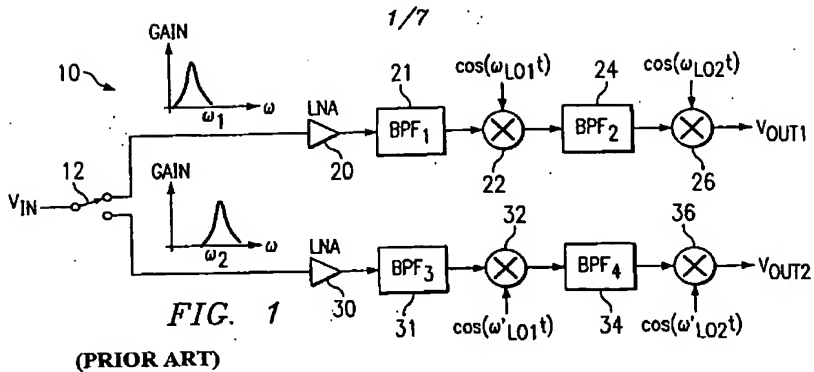 1/7
GAIN
10
ω1
ω
21
cos(ωLO1t)
24
cos(ωLO2t)
LNA
BPF1
BPF2
VOUT1
20
22
26
12
VIN
GAIN
ω2
ω
32
36
LNA
BPF3
BPF4
VOUT2
30
31
cos(ω'LO1t)
34
cos(ω'LO2t)
FIG. 1
(PRIOR ART)